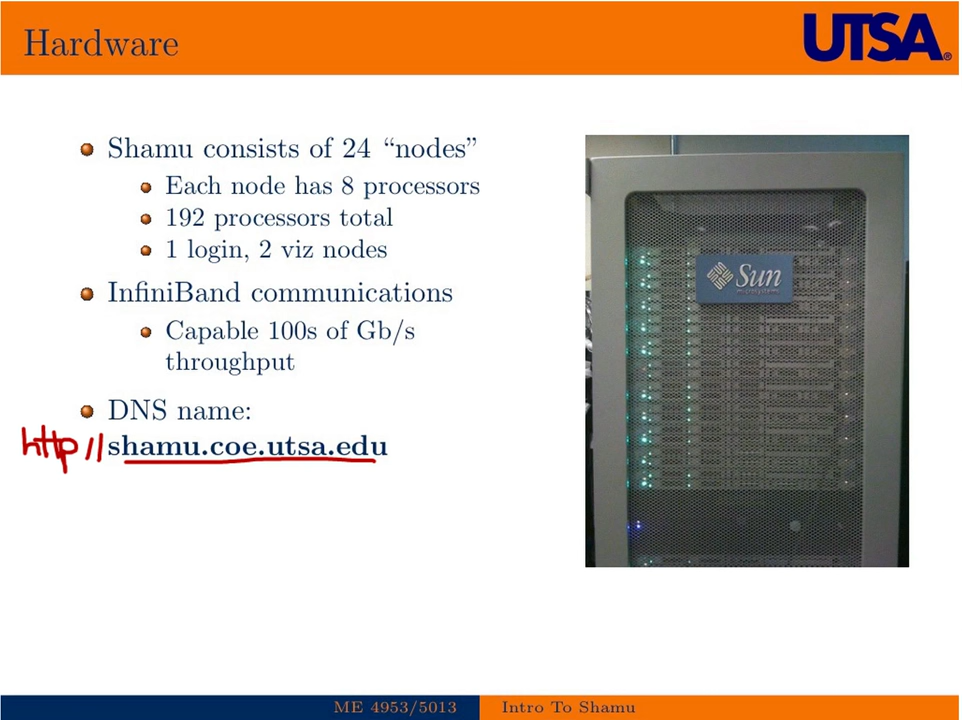 Hardware
UTSA®
Shamu consists of 24 “nodes”
Each node has 8 processors
192 processors total
1 login, 2 viz nodes
InfiniBand communications
Capable 100s of Gb/s
throughput
DNS name:
http// shamu.coe.utsa.edu
Sun
microsystems
ME 4953/5013 Intro To Shamu